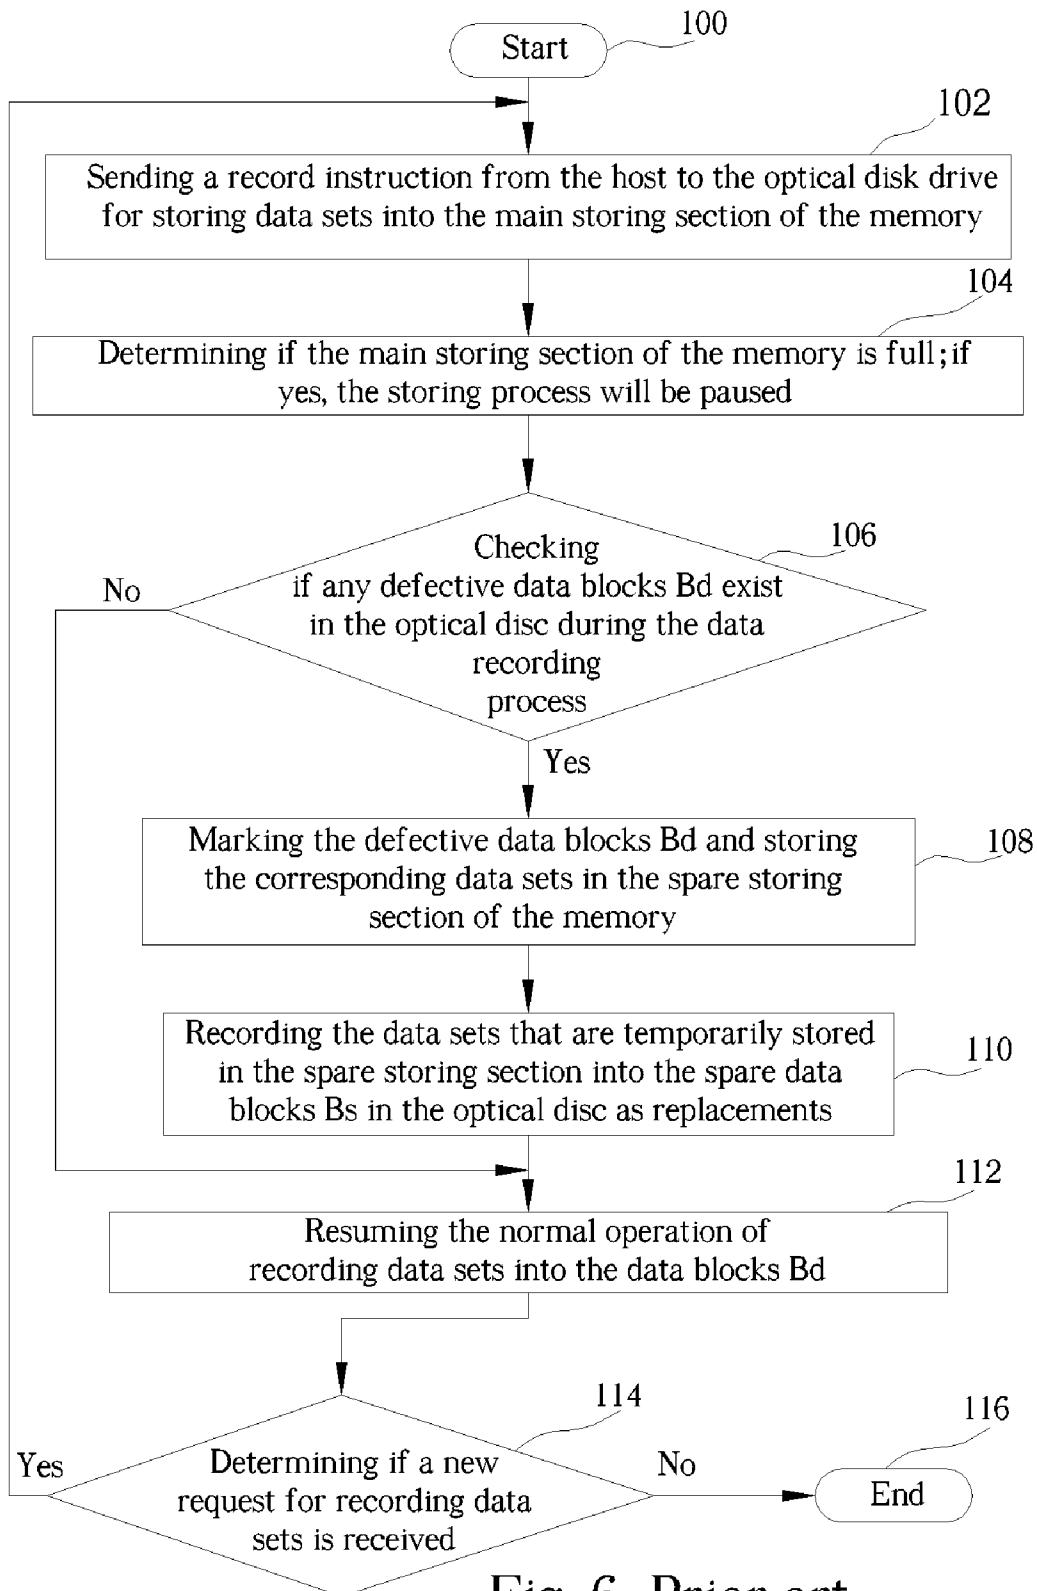 Start
100
102
Sending a record instruction from the host to the optical disk drive
for storing data sets into the main storing section of the memory
104
Determining if the main storing section of the memory is full;if
yes, the storing process will be paused
106
Checking
if any defective data blocks Bd exist
in the optical disc during the data
recording
process
No
Yes
108
Marking the defective data blocks Bd and storing
the corresponding data sets in the spare storing
section of the memory
110
Recording the data sets that are temporarily stored
in the spare storing section into the spare data
blocks Bs in the optical disc as replacements
112
Resuming the normal operation of
recording data sets into the data blocks Bd
114
Determining if a new
request for recording data
sets is received
Yes
No
116
End
Fig. 6 Prior art